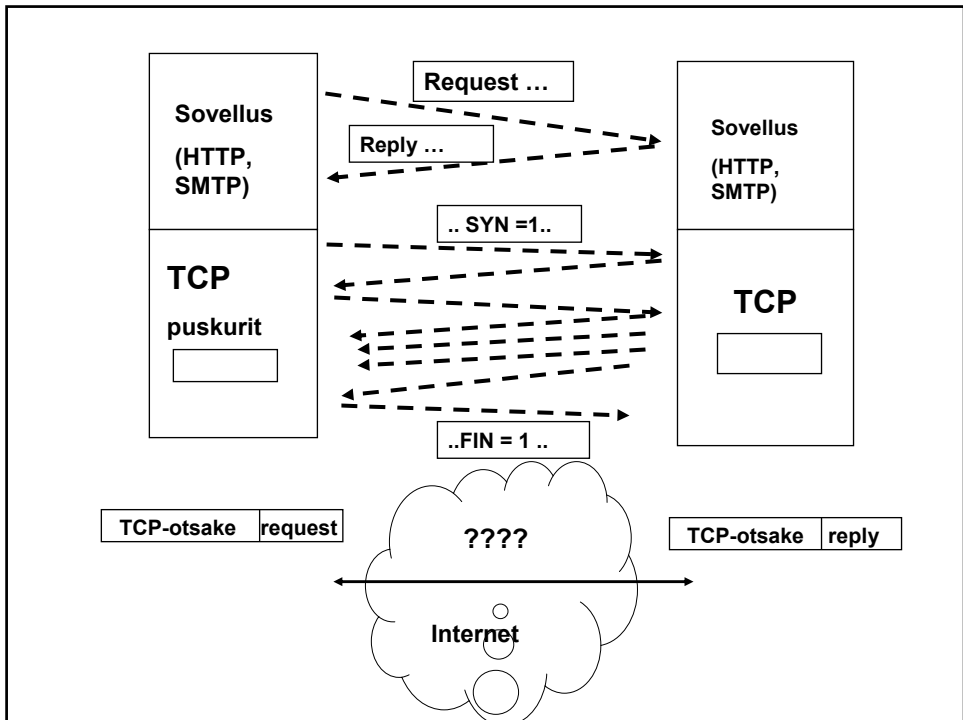 Request …
Sovellus
(HTTP,
SMTP)
Reply …
Sovellus
(HTTP,
SMTP)
.. SYN =1..
TCP
puskurit
TCP
..FIN = 1 ..
TCP-otsake request
????
TCP-otsake reply
Internet